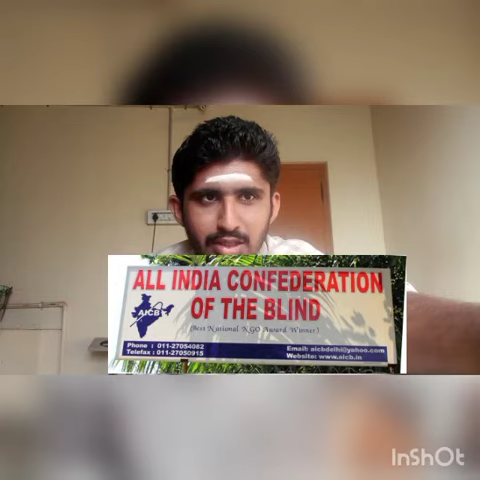 ALL INDIA CONFEDERATION
OF THE BLIND
(Best National NGO Award Winner)
AICB
Phone : 011-27054082
Telefax : 011-27050915
Email: aicbdelhi@yahoo.com
Website: www.aicb.in
InShOt